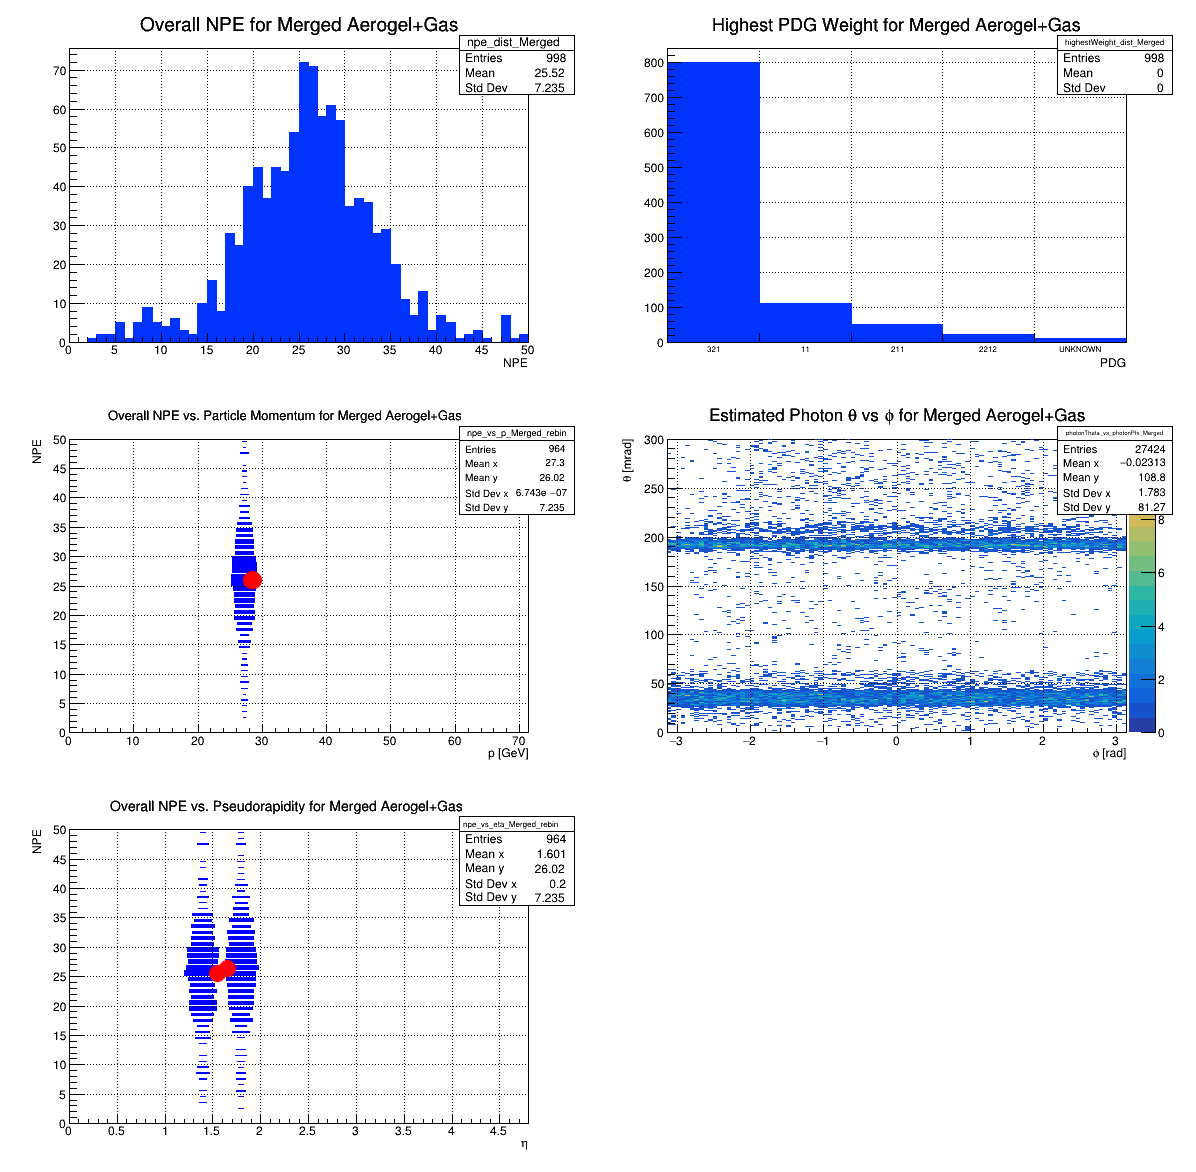 Overall NPE for Merged Aerogel+Gas
npe_dist_Merged
Entries 998
Mean 25.52
Std Dev 7.235
70
60
50
40
30
20
10
0
0 5 10 15 20 25 30 35 40 45 50
NPE
Highest PDG Weight for Merged Aerogel+Gas
highestWeight_dist_Merged
Entries 998
Mean 0
Std Dev 0
800
700
600
500
400
300
200
100
0
321 11 211 2212 UNKNOWN
PDG
Overall NPE vs. Particle Momentum for Merged Aerogel+Gas
npe_vs_p_Merged_rebin
Entries 964
Mean x 27.3
Mean y 26.02
Std Dev x 6.743e −07
Std Dev y 7.235
NPE
50
45
40
35
30
25
20
15
10
5
0
0 10 20 30 40 50 60 70
p [GeV]
Estimated Photon θ vs ϕ for Merged Aerogel+Gas
photonTheta_vs_photonPhi_Merged
Entries 27424
Mean x −0.02313
Mean y 108.8
Std Dev x 1.783
Std Dev y 81.27
θ [mrad]
300
250
200
150
100
50
0
−3 −2 −1 0 1 2 3
ϕ [rad]
8
6
4
2
0
Overall NPE vs. Pseudorapidity for Merged Aerogel+Gas
npe_vs_eta_Merged_rebin
Entries 964
Mean x 1.601
Mean y 26.02
Std Dev x 0.2
Std Dev y 7.235
NPE
50
45
40
35
30
25
20
15
10
5
0
0 0.5 1 1.5 2 2.5 3 3.5 4 4.5
η